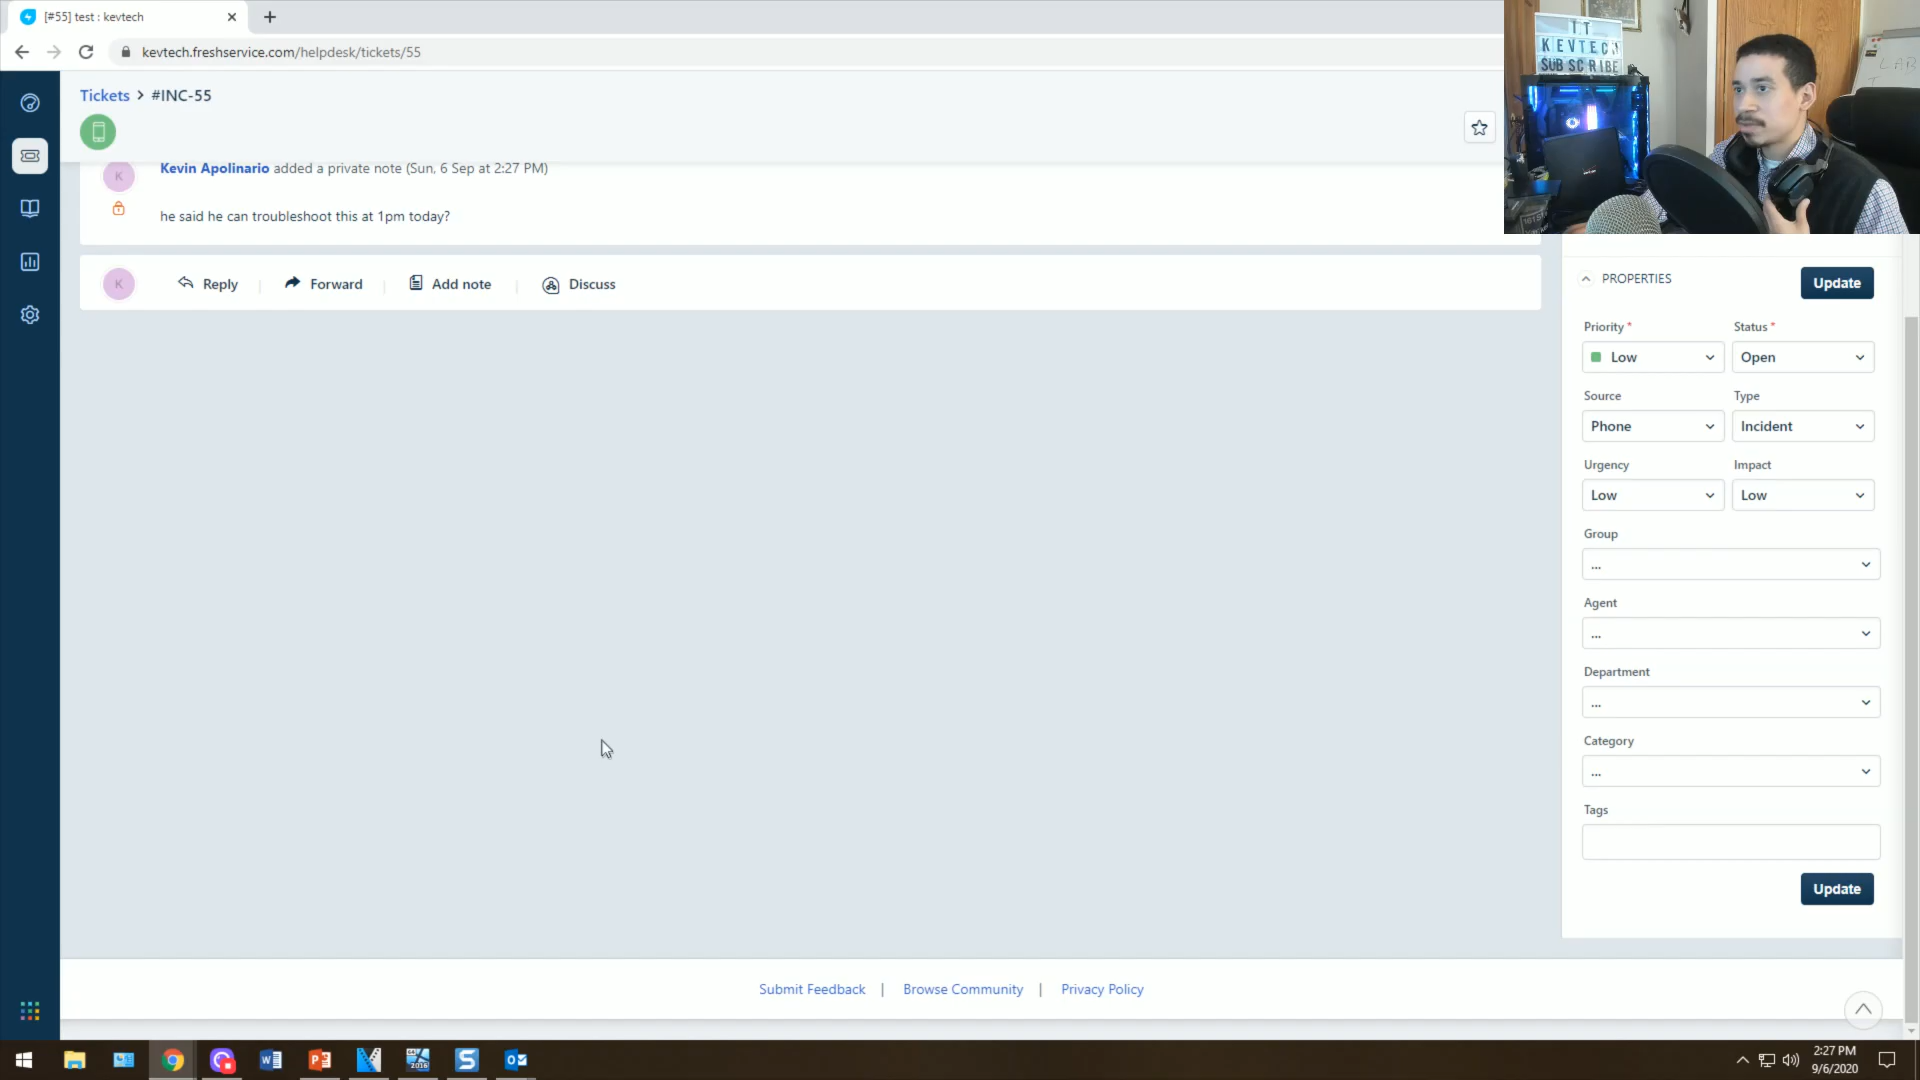 [#55] test : kevtech
kevtech.freshservice.com/helpdesk/tickets/55
IT
KEVTECH
SUBSCRIBE
Tickets > #INC-55
K
Kevin Apolinario added a private note (Sun, 6 Sep at 2:27 PM)
he said he can troubleshoot this at 1pm today?
K
Reply | Forward | Add note | Discuss
PROPERTIES
Update
Priority * Status *
Low Open
Source Type
Phone Incident
Urgency Impact
Low Low
Group
...
Agent
...
Department
...
Category
...
Tags
Update
Submit Feedback | Browse Community | Privacy Policy
2:27 PM
9/6/2020